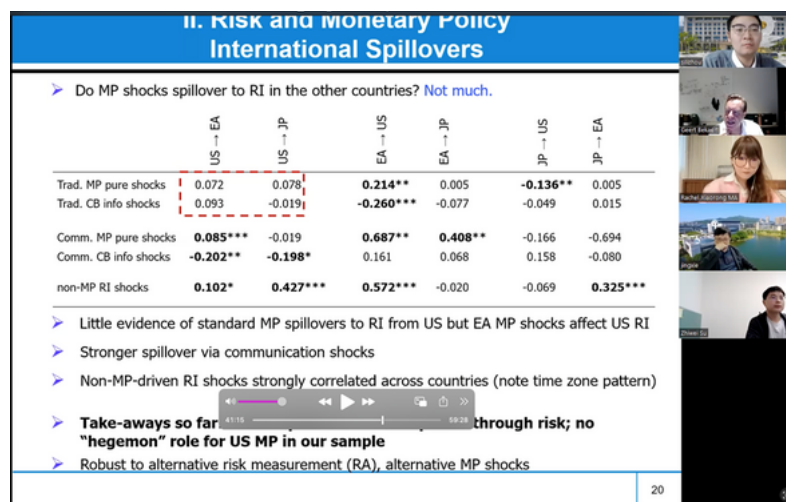 II. Risk and Monetary Policy
International Spillovers
Do MP shocks spillover to RI in the other countries? Not much.
US → EA US → JP EA → US EA → JP JP → US JP → EA
Trad. MP pure shocks 0.072 0.078 0.214** 0.005 -0.136** 0.005
Trad. CB info shocks 0.093 -0.019 -0.260*** -0.077 -0.049 0.015
Comm. MP pure shocks 0.085*** -0.019 0.687** 0.408** -0.166 -0.694
Comm. CB info shocks -0.202** -0.198* 0.161 0.068 0.158 -0.080
non-MP RI shocks 0.102* 0.427*** 0.572*** -0.020 -0.069 0.325***
Little evidence of standard MP spillovers to RI from US but EA MP shocks affect US RI
Stronger spillover via communication shocks
Non-MP-driven RI shocks strongly correlated across countries (note time zone pattern)
Take-aways so far through risk; no
"hegemon" role for US MP in our sample
Robust to alternative risk measurement (RA), alternative MP shocks
20
41:15 59:28
Geert Bekae
Rachel Xiaorong MA
jingxie
Zhiwei Su